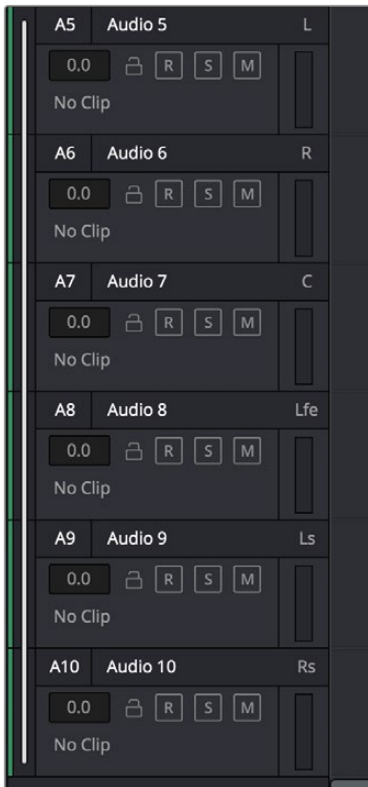 A5 Audio 5 L
0.0 R S M
No Clip
A6 Audio 6 R
0.0 R S M
No Clip
A7 Audio 7 C
0.0 R S M
No Clip
A8 Audio 8 Lfe
0.0 R S M
No Clip
A9 Audio 9 Ls
0.0 R S M
No Clip
A10 Audio 10 Rs
0.0 R S M
No Clip